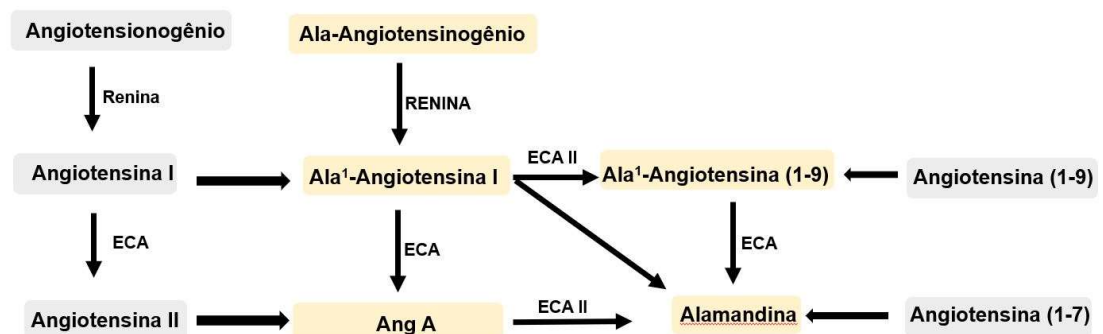 Angiotensionogênio
Ala-Angiotensinogênio
Renina
RENINA
Angiotensina I
Ala¹-Angiotensina I
ECA II
Ala¹-Angiotensina (1-9)
Angiotensina (1-9)
ECA
ECA
ECA
Angiotensina II
Ang A
ECA II
Alamandina
Angiotensina (1-7)